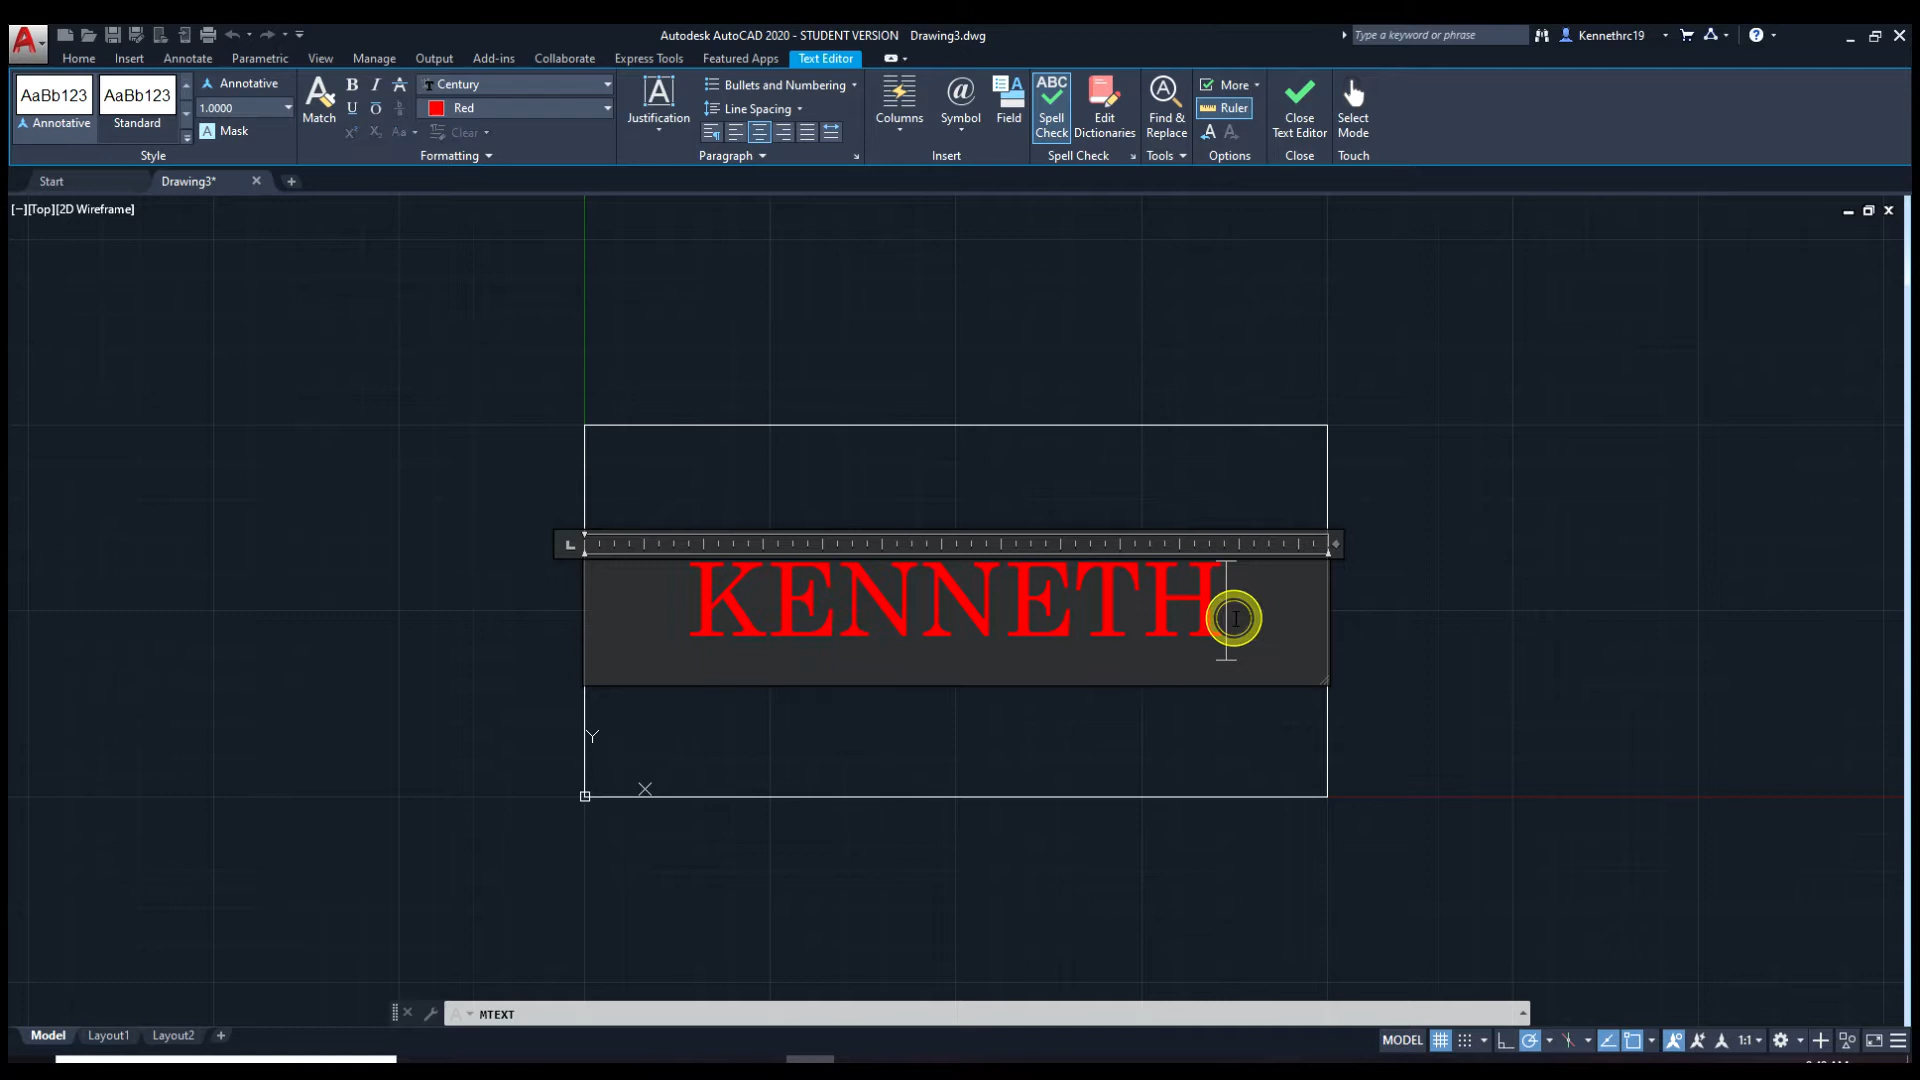 A
Autodesk AutoCAD 2020 - STUDENT VERSION Drawing3.dwg
Type a keyword or phrase
Kennethrc19
Home Insert Annotate Parametric View Manage Output Add-ins Collaborate Express Tools Featured Apps Text Editor
AaBb123 AaBb123
Annotative Standard
Annotative
1.0000
A Mask
Style
A
Match
B I A
Century
U O
Red
X² X₂ Aa Clear
Formatting
A
Justification
Bullets and Numbering
Line Spacing
Paragraph
Columns
@
Symbol
A
Field
Insert
ABC
Spell
Check
Edit
Dictionaries
Spell Check
A
Find &
Replace
Tools
More
Ruler
A A
Options
Close
Text Editor
Close
Select
Mode
Touch
Start Drawing3*
[−][Top][2D Wireframe]
KENNETH
Y
X
MTEXT
Model Layout1 Layout2
MODEL 1:1